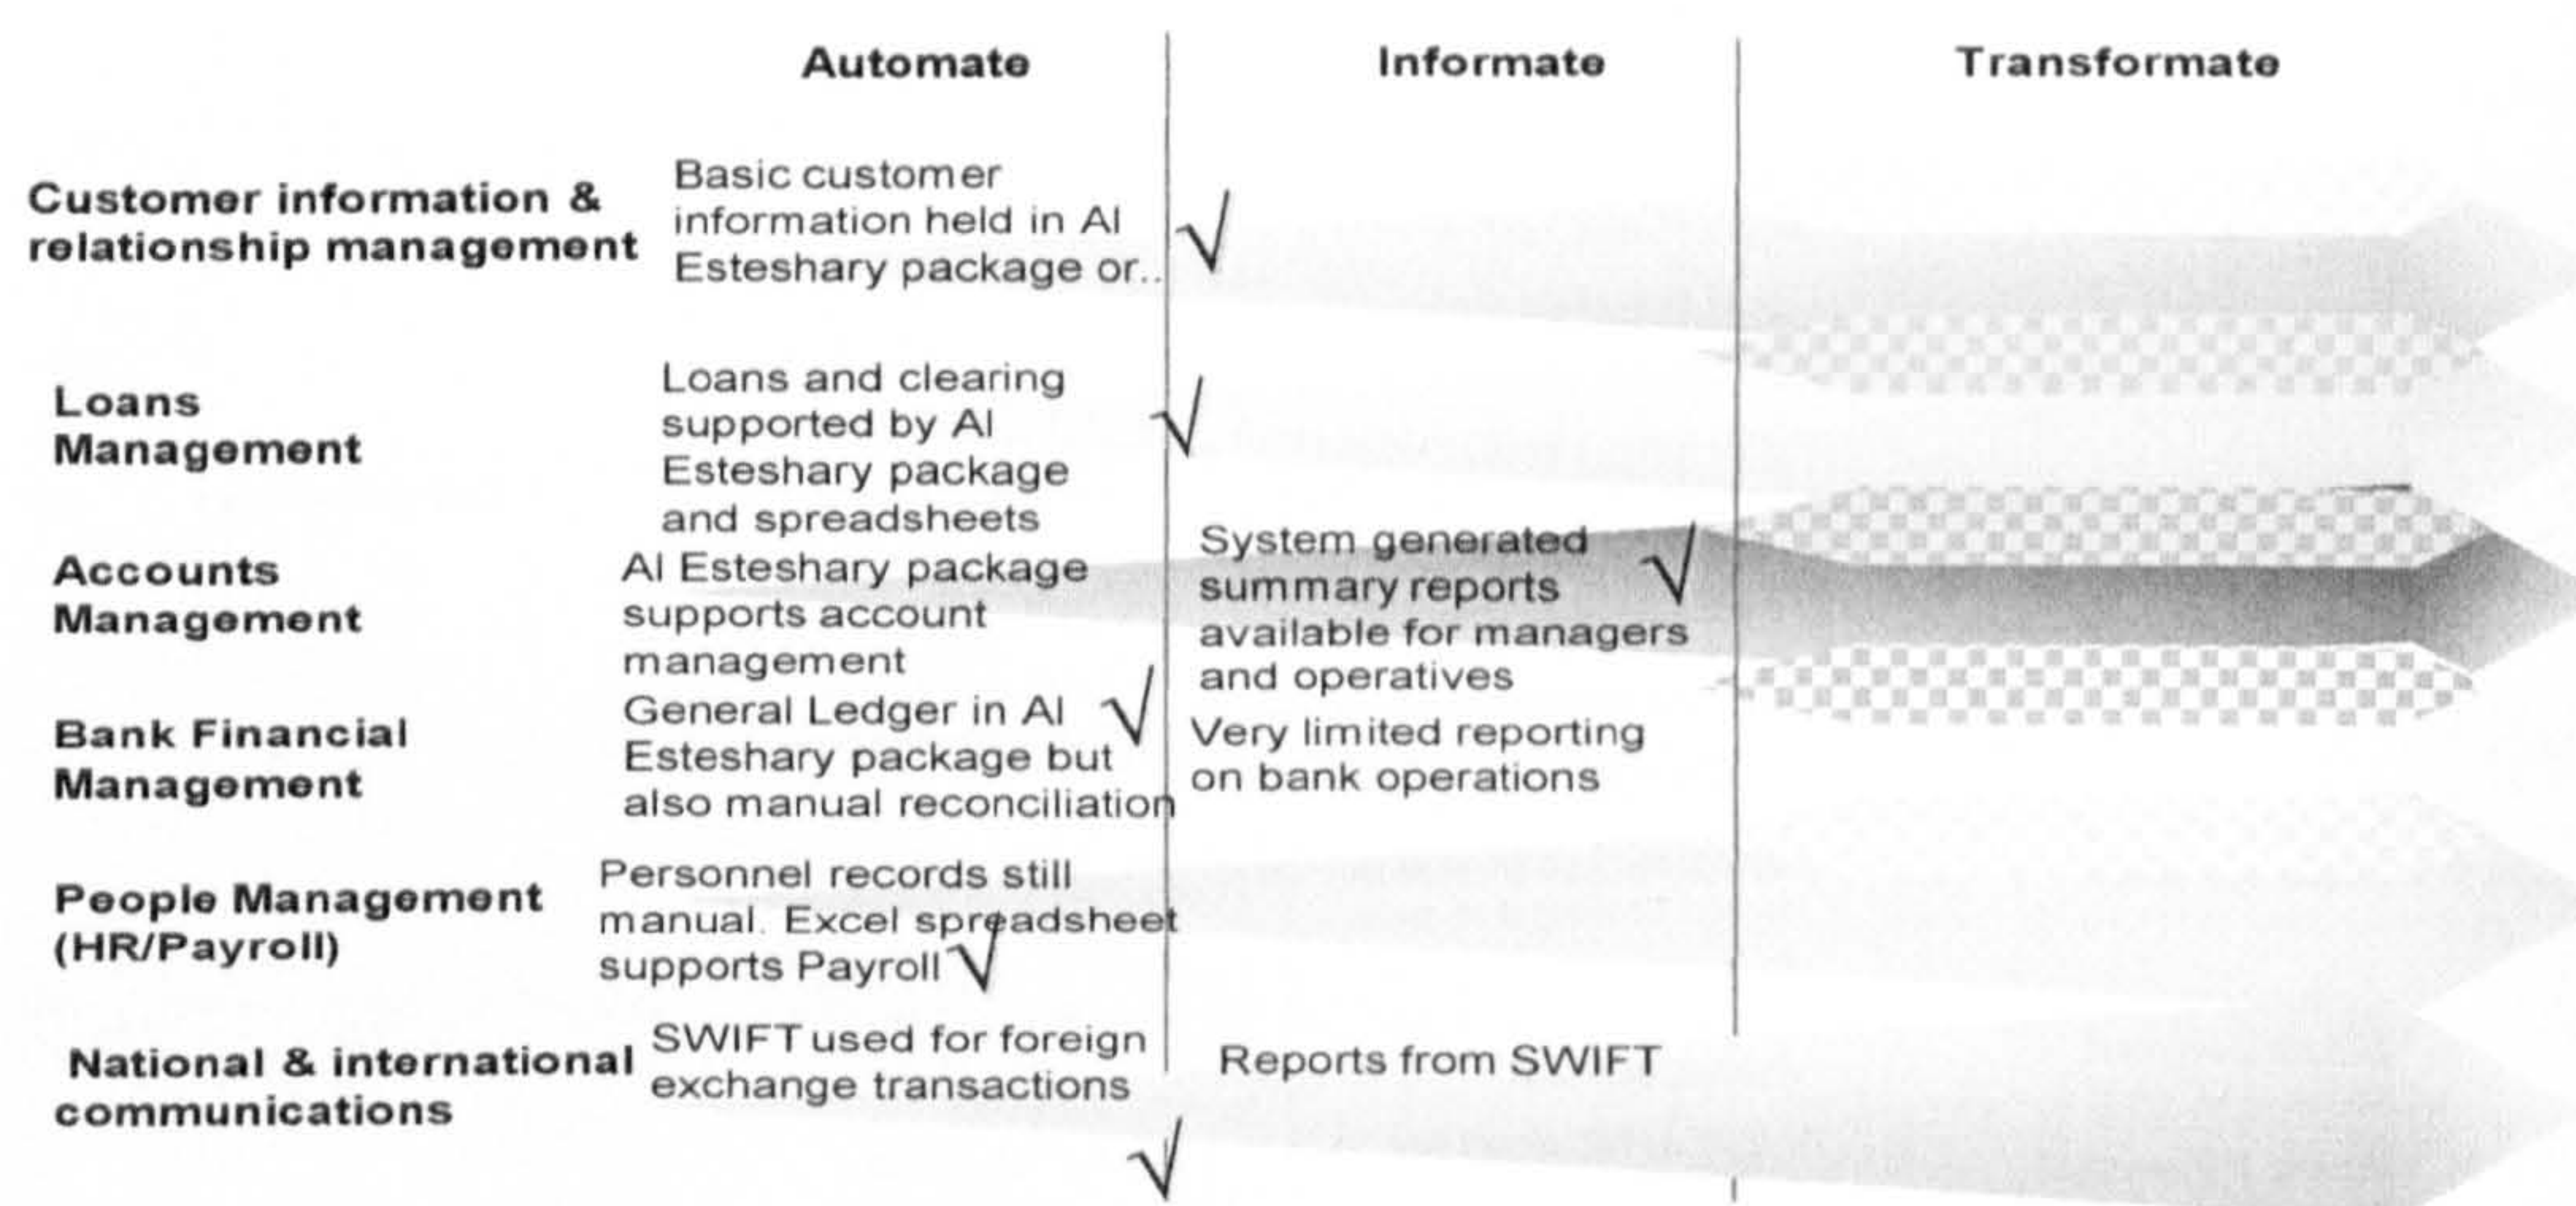 Automate
Informate
Transformate
Customer information &
relationship management
Basic customer
information held in Al
Esteshary package or..
Loans
Management
Loans and clearing
supported by Al
Esteshary package
and spreadsheets
Accounts
Management
Al Esteshary package
supports account
management
System generated
summary reports
available for managers
and operatives
Bank Financial
Management
General Ledger in Al
Esteshary package but
also manual reconciliation
Very limited reporting
on bank operations
People Management
(HR/Payroll)
Personnel records still
manual. Excel spreadsheet
supports Payroll
National & international
communications
SWIFT used for foreign
exchange transactions
Reports from SWIFT